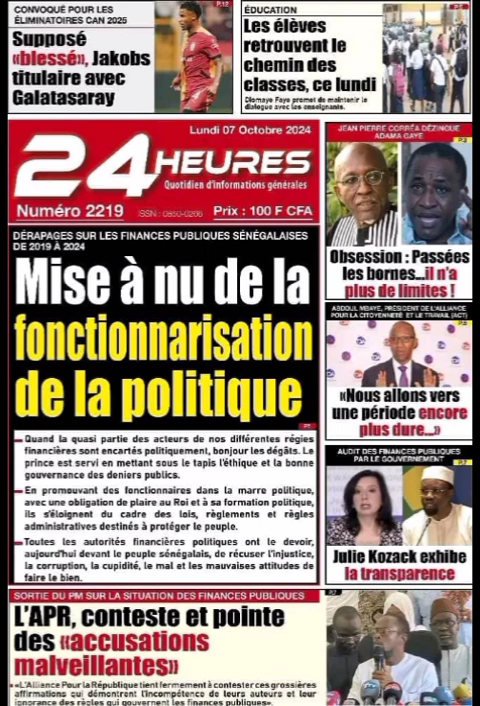 CONVOQUÉ POUR LES
ÉLIMINATOIRES CAN 2025
Supposé
«blessé», Jakobs
titulaire avec
Galatasaray
ÉDUCATION
Les élèves
retrouvent le
chemin des
classes, ce lundi
Diomaye Faye promet de maintenir le
dialogue avec les enseignants.
Lundi 07 Octobre 2024
24 HEURES
Quotidien d'informations générales
Numéro 2219
Prix : 100 F CFA
DÉRAPAGES SUR LES FINANCES PUBLIQUES SÉNÉGALAISES
DE 2019 À 2024
Mise à nu de la
fonctionnarisation
de la politique
Quand la quasi partie des acteurs de nos différentes régies
financières sont encartés politiquement, bonjour les dégâts. Le
prince est servi en mettant sous le tapis l'éthique et la bonne
gouvernance des deniers publics.
En promouvant des fonctionnaires dans la marre politique,
avec une obligation de plaire au Roi et à sa formation politique,
ils s'éloignent du cadre des lois, règlements et règles
administratives destinés à protéger le peuple.
Toutes les autorités financières politiques ont le devoir,
aujourd'hui devant le peuple sénégalais, de récuser l'injustice,
la corruption, la cupidité, le mal et les mauvaises attitudes de
faire le bien.
JEAN PIERRE CORRÉA DÉZINGUE
ADAMA GAYE
Obsession : Passées
les bornes...il n'a
plus de limites !
ABDOUL MBAYE, PRÉSIDENT DE L'ALLIANCE
POUR LA CITOYENNETÉ ET LE TRAVAIL (ACT)
«Nous allons vers
une période encore
plus dure...»
AUDIT DES FINANCES PUBLIQUES
PAR LE GOUVERNEMENT
Julie Kozack exhibe
la transparence
SORTIE DU PM SUR LA SITUATION DES FINANCES PUBLIQUES
L'APR, conteste et pointe
des «accusations
malveillantes»
«L'Alliance Pour la République tient fermement à contester ces grossières
affirmations qui démontrent l'incompétence de leurs auteurs et leur
ignorance des règles qui gouvernent les finances publiques».